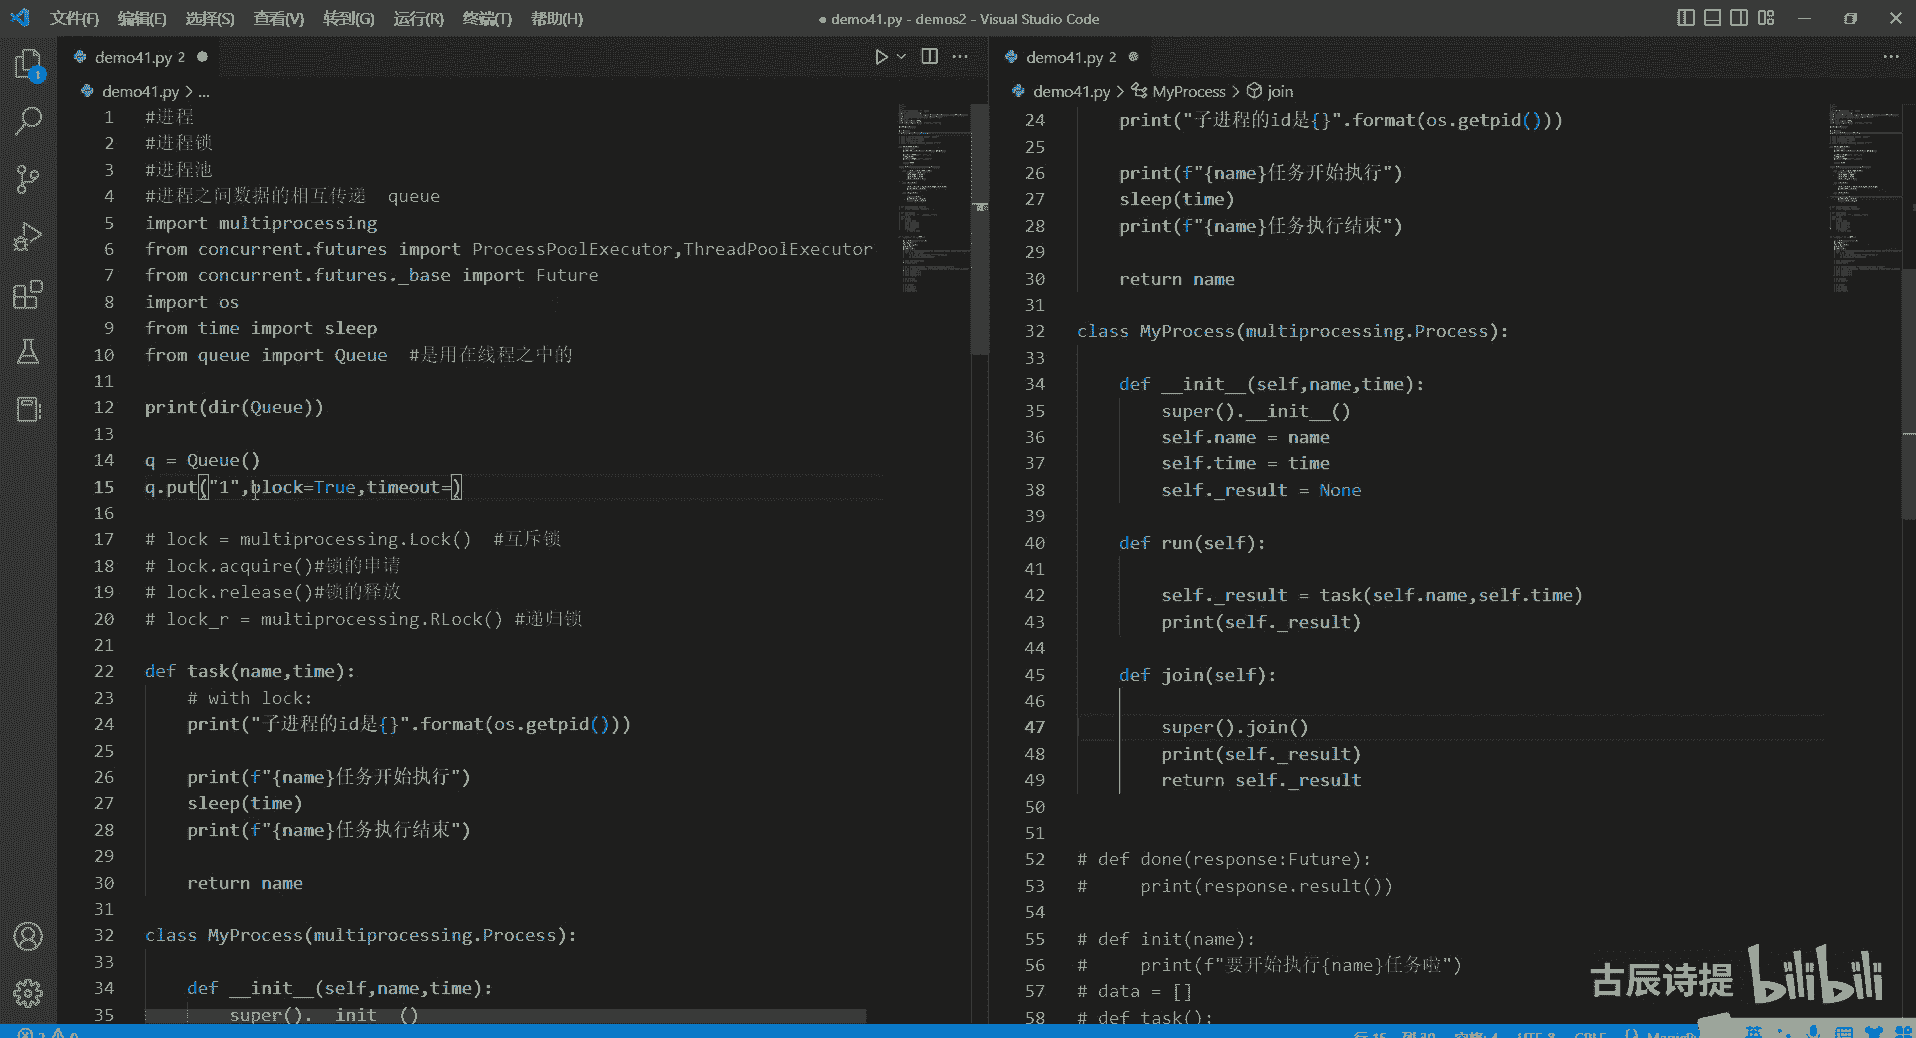 文件(F) 编辑(E) 选择(S) 查看(V) 转到(G) 运行(R) 终端(T) 帮助(H)
● demo41.py - demos2 - Visual Studio Code
demo41.py 2 ●
demo41.py > ...
1 #进程
2 #进程锁
3 #进程池
4 #进程之间数据的相互传递  queue
5 import multiprocessing
6 from concurrent.futures import ProcessPoolExecutor,ThreadPoolExecutor
7 from concurrent.futures._base import Future
8 import os
9 from time import sleep
10 from queue import Queue  #是用在线程之中的
11
12 print(dir(Queue))
13
14 q = Queue()
15 q.put("1",block=True,timeout=)
16
17 # lock = multiprocessing.Lock()  #互斥锁
18 # lock.acquire()#锁的申请
19 # lock.release()#锁的释放
20 # lock_r = multiprocessing.RLock() #递归锁
21
22 def task(name,time):
23     # with lock:
24     print("子进程的id是{}".format(os.getpid()))
25
26     print(f"{name}任务开始执行")
27     sleep(time)
28     print(f"{name}任务执行结束")
29
30     return name
31
32 class MyProcess(multiprocessing.Process):
33
34     def __init__(self,name,time):
35         super().__init__()
demo41.py 2 ●
demo41.py > MyProcess > join
24     print("子进程的id是{}".format(os.getpid()))
25
26     print(f"{name}任务开始执行")
27     sleep(time)
28     print(f"{name}任务执行结束")
29
30     return name
31
32 class MyProcess(multiprocessing.Process):
33
34     def __init__(self,name,time):
35         super().__init__()
36         self.name = name
37         self.time = time
38         self._result = None
39
40     def run(self):
41
42         self._result = task(self.name,self.time)
43         print(self._result)
44
45     def join(self):
46
47         super().join()
48         print(self._result)
49         return self._result
50
51
52 # def done(response:Future):
53 #     print(response.result())
54
55 # def init(name):
56 #     print(f"要开始执行{name}任务啦")
57 # data = []
58 # def task():
古辰诗提 bilibili